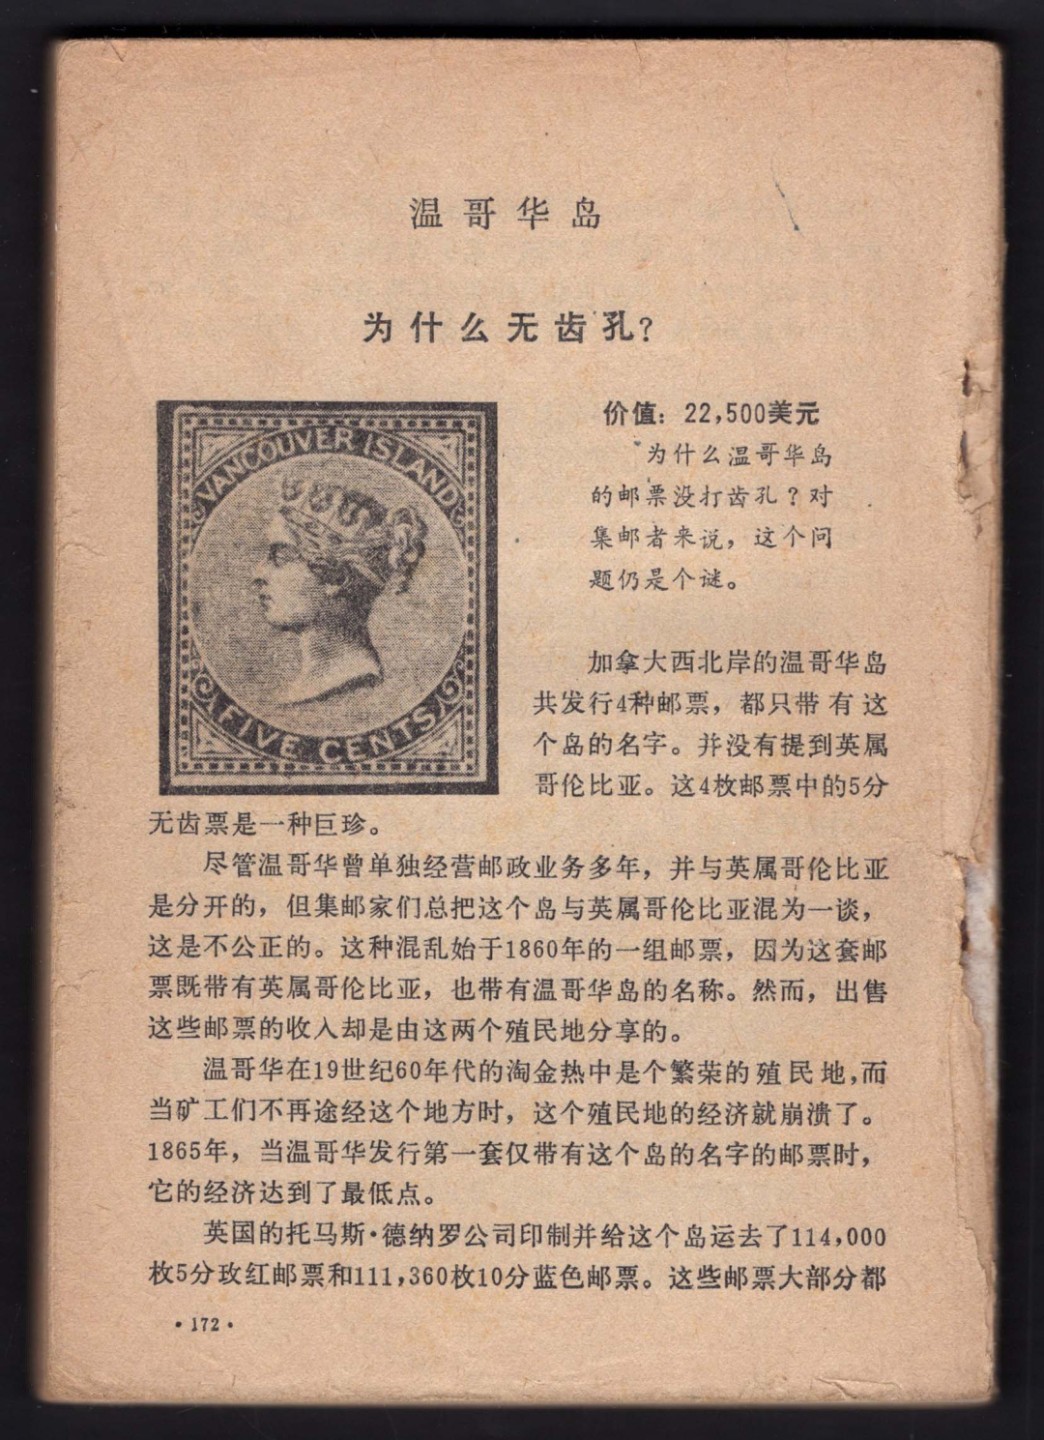 温哥华岛
为什么无齿孔?
VANCOUVER ISLAND
FIVE CENTS
价值：22,500美元
为什么温哥华岛
的邮票没打齿孔？对
集邮者来说，这个问
题仍是个谜。
加拿大西北岸的温哥华岛
共发行4种邮票，都只带有这
个岛的名字。并没有提到英属
哥伦比亚。这4枚邮票中的5分
无齿票是一种巨珍。
尽管温哥华曾单独经营邮政业务多年，并与英属哥伦比亚
是分开的，但集邮家们总把这个岛与英属哥伦比亚混为一谈，
这是不公正的。这种混乱始于1860年的一组邮票，因为这套邮
票既带有英属哥伦比亚，也带有温哥华岛的名称。然而，出售
这些邮票的收入却是由这两个殖民地分享的。
温哥华在19世纪60年代的淘金热中是个繁荣的殖民地,而
当矿工们不再途经这个地方时，这个殖民地的经济就崩溃了。
1865年，当温哥华发行第一套仅带有这个岛的名字的邮票时，
它的经济达到了最低点。
英国的托马斯·德纳罗公司印制并给这个岛运去了114,000
枚5分玫红邮票和111,360枚10分蓝色邮票。这些邮票大部分都
·172·